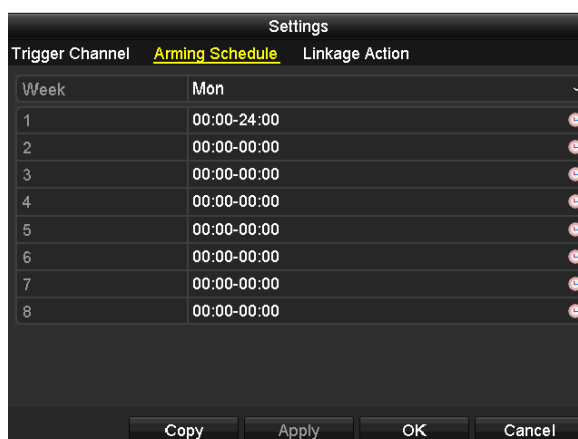 Settings
Trigger Channel Arming Schedule Linkage Action
Week Mon
1 00:00-24:00
2 00:00-00:00
3 00:00-00:00
4 00:00-00:00
5 00:00-00:00
6 00:00-00:00
7 00:00-00:00
8 00:00-00:00
Copy Apply OK Cancel